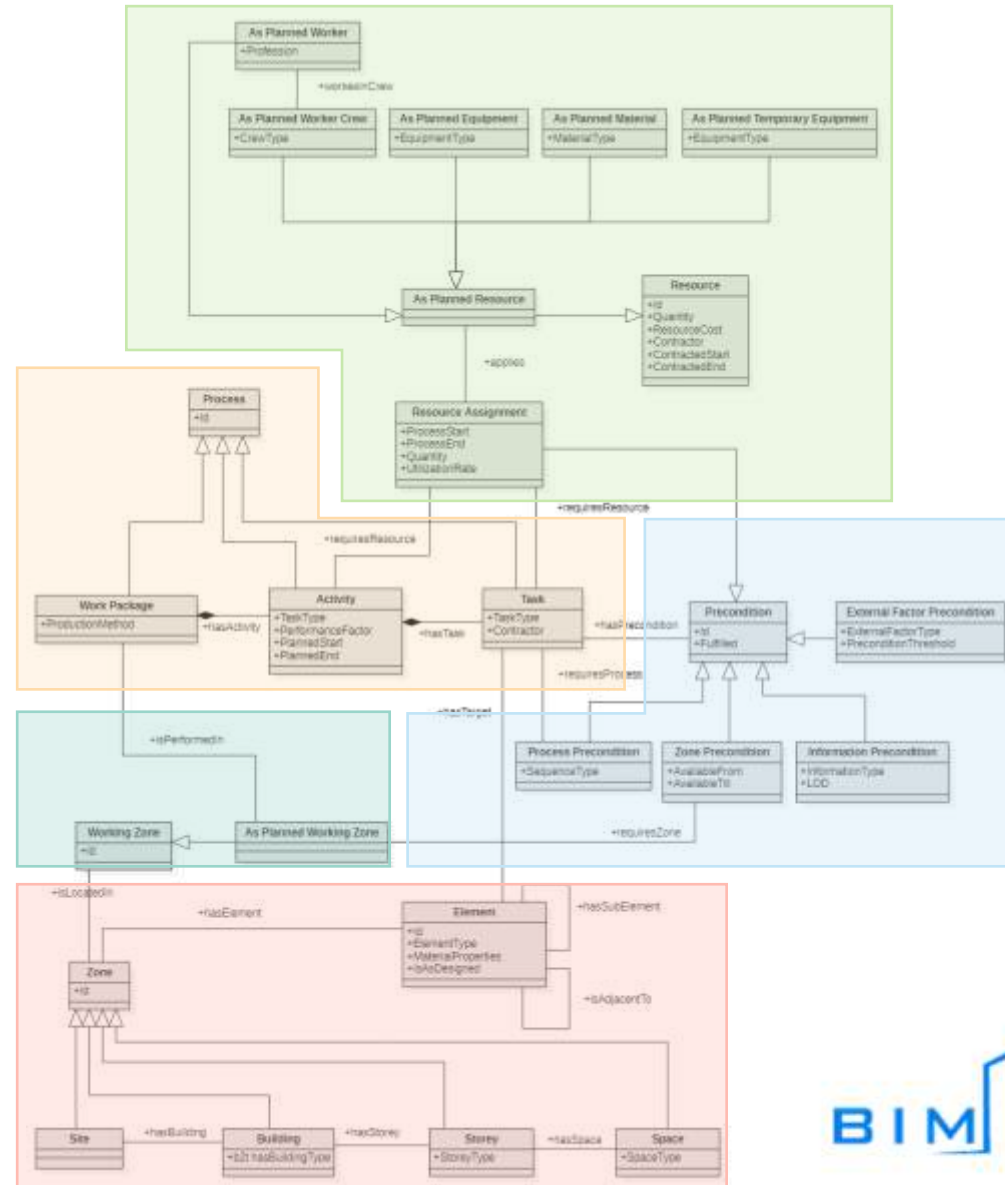 As Planned Worker
+Profession
+worksInCrew
As Planned Worker Crew
+CrewType
As Planned Equipment
+EquipmentType
As Planned Material
+MaterialType
As Planned Temporary Equipment
+EquipmentType
As Planned Resource
Resource
+Id
+Quantity
+ResourceCost
+Contractor
+ContractedStart
+ContractedEnd
+applies
Process
+Id
Resource Assignment
+ProcessStart
+ProcessEnd
+Quantity
+UtilizationRate
+requiresResource
+requiresResource
Work Package
+ProductionMethod
+hasActivity
Activity
+TaskType
+PerformanceFactor
+PlannedStart
+PlannedEnd
+hasTask
Task
+TaskType
+Contractor
+hasPrecondition
Precondition
+Id
+Fulfilled
External Factor Precondition
+ExternalFactorType
+PreconditionThreshold
+requiresProcess
+hasTarget
+isPerformedIn
Process Precondition
+SequenceType
Zone Precondition
+AvailableFrom
+AvailableTill
Information Precondition
+InformationType
+LOD
Working Zone
+Id
As Planned Working Zone
+requiresZone
+isLocatedIn
+hasElement
Element
+Id
+ElementType
+MaterialProperties
+IsAsDesigned
+hasSubElement
+isAdjacentTo
Zone
+Id
Site
+hasBuilding
Building
+b2t:hasBuildingType
+hasStorey
Storey
+StoreyType
+hasSpace
Space
+SpaceType
BIM